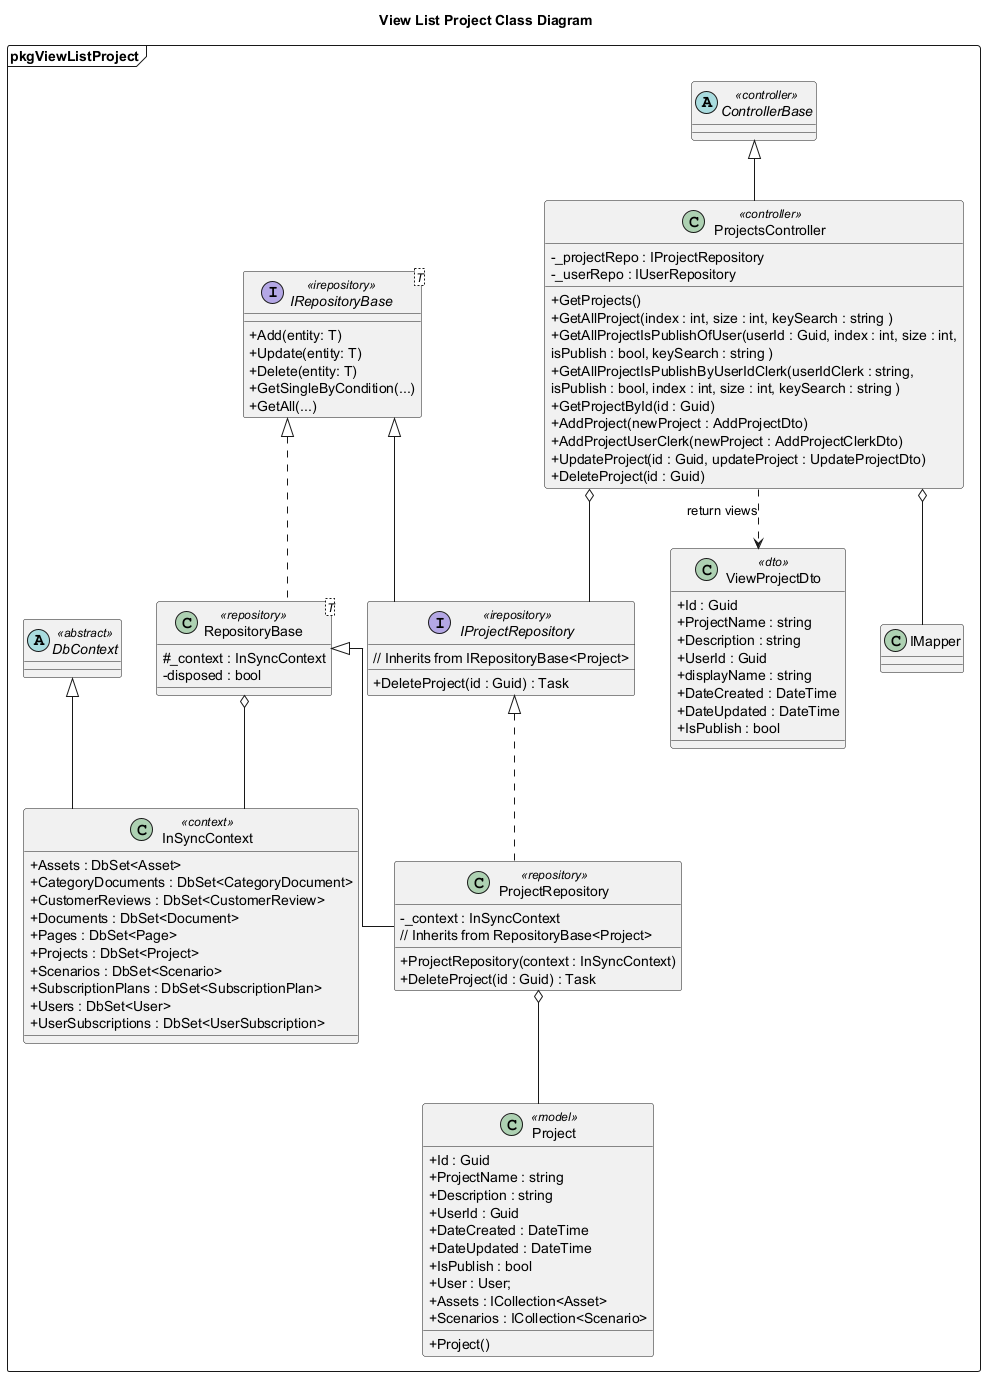 View List Project Class Diagram
pkgViewListProject
A
«controller»
ControllerBase
C
«controller»
ProjectsController
-_projectRepo : IProjectRepository
-_userRepo : IUserRepository
+GetProjects()
+GetAllProject(index : int, size : int, keySearch : string )
+GetAllProjectIsPublishOfUser(userId : Guid, index : int, size : int,
isPublish : bool, keySearch : string )
+GetAllProjectIsPublishByUserIdClerk(userIdClerk : string,
isPublish : bool, index : int, size : int, keySearch : string )
+GetProjectById(id : Guid)
+AddProject(newProject : AddProjectDto)
+AddProjectUserClerk(newProject : AddProjectClerkDto)
+UpdateProject(id : Guid, updateProject : UpdateProjectDto)
+DeleteProject(id : Guid)
I
«irepository»
IRepositoryBase
T
+Add(entity: T)
+Update(entity: T)
+Delete(entity: T)
+GetSingleByCondition(...)
+GetAll(...)
return views
C
«dto»
ViewProjectDto
+Id : Guid
+ProjectName : string
+Description : string
+UserId : Guid
+displayName : string
+DateCreated : DateTime
+DateUpdated : DateTime
+IsPublish : bool
C
IMapper
A
«abstract»
DbContext
C
«repository»
RepositoryBase
T
#_context : InSyncContext
-disposed : bool
I
«irepository»
IProjectRepository
// Inherits from IRepositoryBase<Project>
+DeleteProject(id : Guid) : Task
C
«context»
InSyncContext
+Assets : DbSet<Asset>
+CategoryDocuments : DbSet<CategoryDocument>
+CustomerReviews : DbSet<CustomerReview>
+Documents : DbSet<Document>
+Pages : DbSet<Page>
+Projects : DbSet<Project>
+Scenarios : DbSet<Scenario>
+SubscriptionPlans : DbSet<SubscriptionPlan>
+Users : DbSet<User>
+UserSubscriptions : DbSet<UserSubscription>
C
«repository»
ProjectRepository
-_context : InSyncContext
// Inherits from RepositoryBase<Project>
+ProjectRepository(context : InSyncContext)
+DeleteProject(id : Guid) : Task
C
«model»
Project
+Id : Guid
+ProjectName : string
+Description : string
+UserId : Guid
+DateCreated : DateTime
+DateUpdated : DateTime
+IsPublish : bool
+User : User;
+Assets : ICollection<Asset>
+Scenarios : ICollection<Scenario>
+Project()